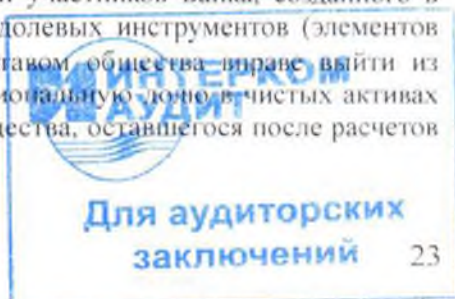 и участников банка, созданного в
долевых инструментов (элементов
ставом общества вправе выйти из
ИНТЕРКОМ
иональную долю в чистых активах
АУДИТ
щества, оставшегося после расчетов
Для аудиторских
заключений 23